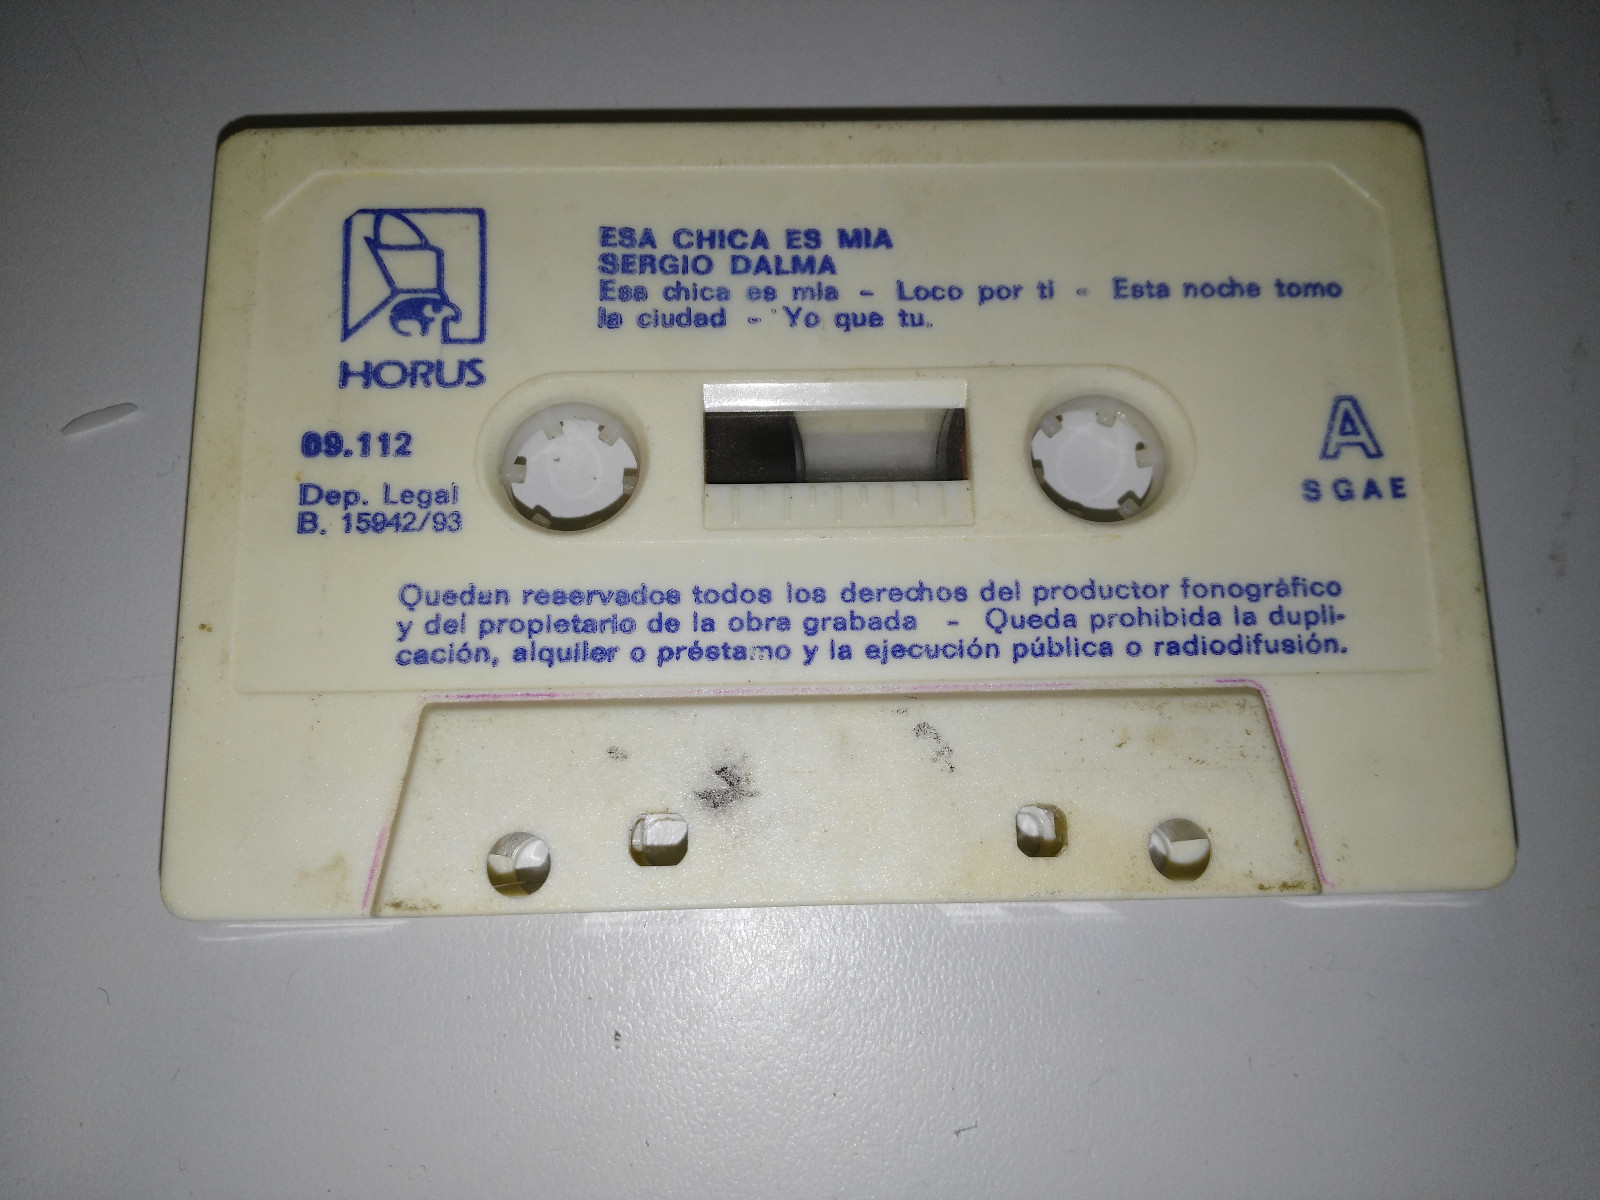 ESA CHICA ES MIA
SERGIO DALMA
Esa chica es mia - Loco por ti - Esta noche tomo
la ciudad - Yo que tu.
HORUS
09.112
Dep. Legal
B. 15942/93
A
SGAE
Quedan reservados todos los derechos del productor fonográfico
y del propietario de la obra grabada - Queda prohibida la dupli-
cación, alquiler o préstamo y la ejecución pública o radiodifusión.